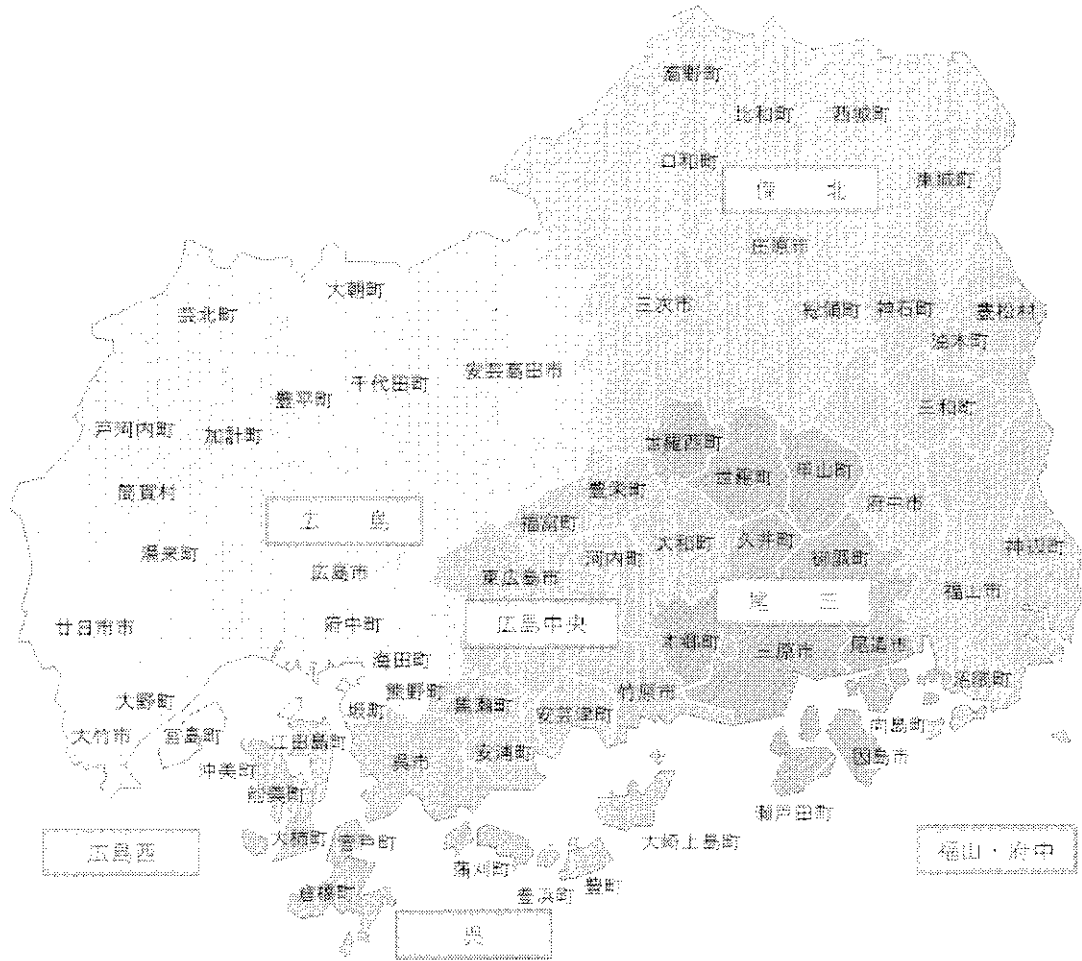 高野町
比和町
西城町
口和町
東城町
備 北
庄原市
大朝町
芸北町
三次市
総領町
神石町
豊松村
油木町
安芸高田市
千代田町
豊平町
三和町
戸河内町
加計町
世羅西町
世羅町
甲山町
筒賀村
豊栄町
府中市
広 島
福富町
大和町
久井町
湯来町
河内町
御調町
神辺町
広島市
東広島市
福山市
尾 三
広島中央
廿日市市
府中町
本郷町
三原市
尾道市
海田町
沼隈町
熊野町
大野町
坂町
黒瀬町
安芸津町
竹原市
向島町
大竹市
宮島町
江田島町
安浦町
呉市
因島市
沖美町
能美町
瀬戸田町
広島西
大柿町
音戸町
大崎上島町
福山・府中
蒲刈町
豊浜町
豊町
倉橋町
呉